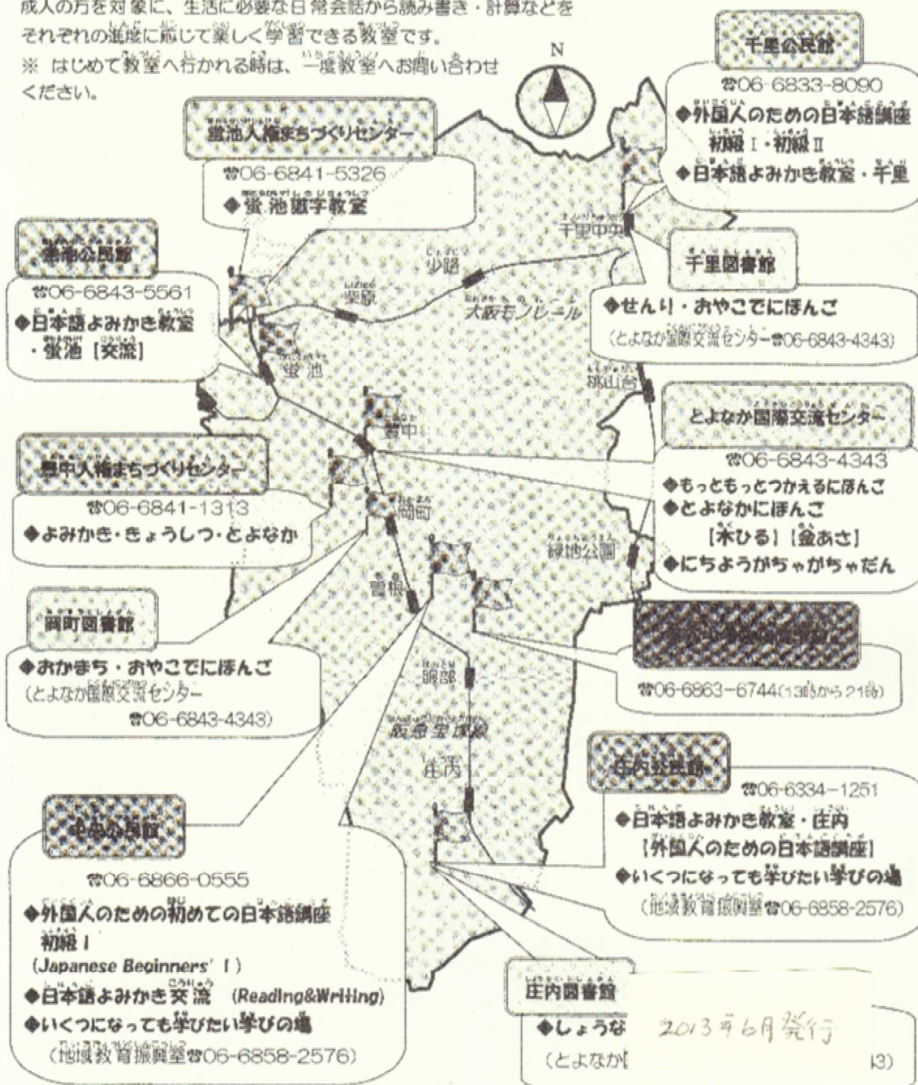 成人の方を対象に、生活に必要な日常会話から読み書き・計算などを
それぞれの進度に応じて楽しく学習できる教室です。
※ はじめて教室へ行かれる時は、一度教室へお問い合わせ
ください。
N
千里公民館
☎06-6833-8090
◆外国人のための日本語講座
初級Ⅰ・初級Ⅱ
◆日本語よみかき教室・千里
蛍池人権まちづくりセンター
☎06-6841-5326
◆蛍池識字教室
千里中央
千里図書館
◆せんり・おやこでにほんご
(とよなか国際交流センター☎06-6843-4343)
蛍池公民館
☎06-6843-5561
◆日本語よみかき教室
・蛍池【交流】
少路
柴原
大阪モンレール
蛍池
桃山台
豊中
とよなか国際交流センター
☎06-6843-4343
◆もっともっとつかえるにほんご
◆とよなかにほんご
【木ひる】【金あさ】
◆にちようがちゃがちゃだん
豊中人権まちづくりセンター
☎06-6841-1313
◆よみかき・きょうしつ・とよなか
岡町
緑地公園
曽根
岡町図書館
◆おかまち・おやこでにほんご
(とよなか国際交流センター
☎06-6843-4343)
☎06-6863-6744(13時から21時)
服部
阪急宝塚線
庄内
庄内公民館
☎06-6334-1251
◆日本語よみかき教室・庄内
【外国人のための日本語講座】
◆いくつになっても学びたい学びの場
(地域教育振興室☎06-6858-2576)
中央公民館
☎06-6866-0555
◆外国人のための初めての日本語講座
初級Ⅰ
(Japanese Beginners' Ⅰ)
◆日本語よみかき交流 (Reading&Writing)
◆いくつになっても学びたい学びの場
(地域教育振興室☎06-6858-2576)
庄内図書館
◆しょうな
(とよなか
13)
2013年6月発行